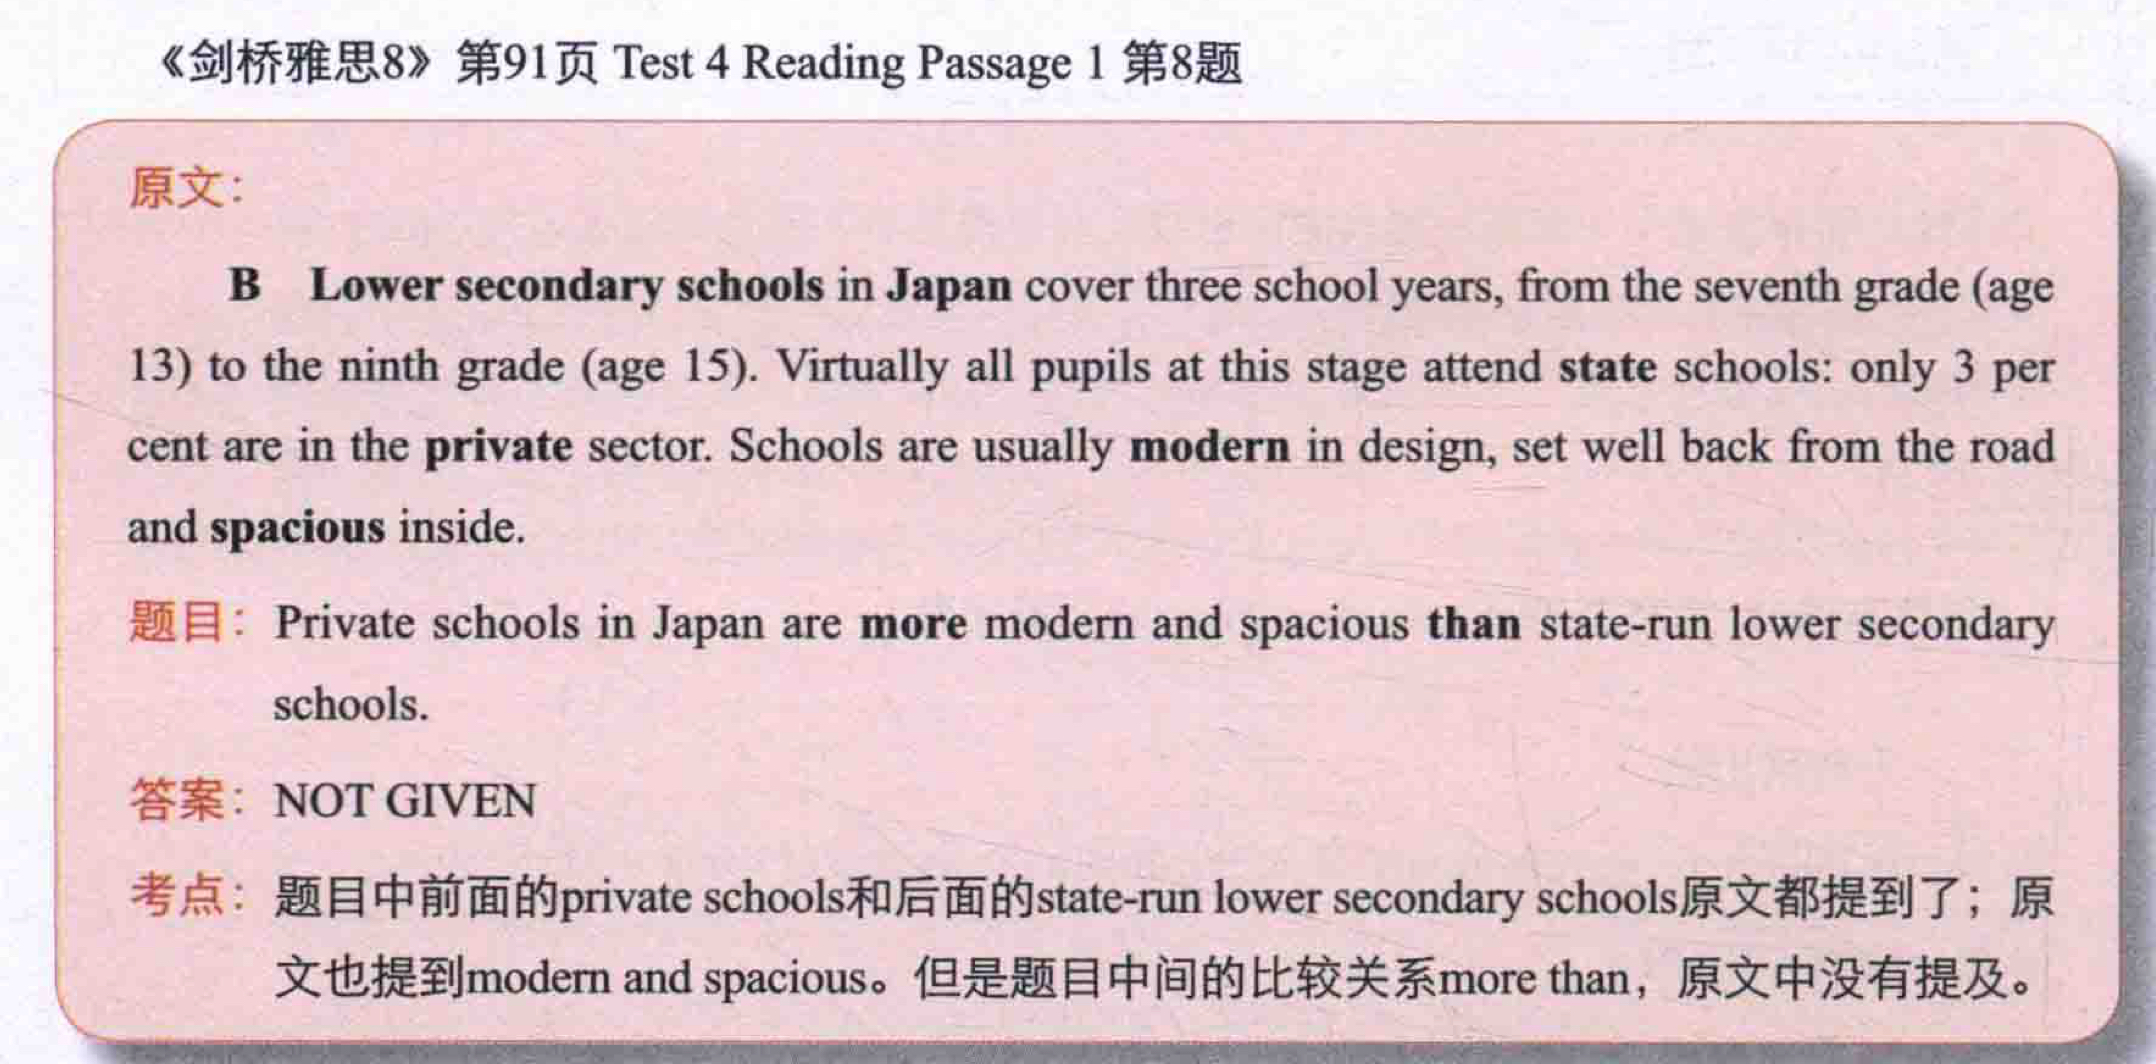 《剑桥雅思8》第91页 Test 4 Reading Passage 1 第8题
原文：
B Lower secondary schools in Japan cover three school years, from the seventh grade (age
13) to the ninth grade (age 15). Virtually all pupils at this stage attend state schools: only 3 per
cent are in the private sector. Schools are usually modern in design, set well back from the road
and spacious inside.
题目： Private schools in Japan are more modern and spacious than state-run lower secondary
schools.
答案： NOT GIVEN
考点： 题目中前面的private schools和后面的state-run lower secondary schools原文都提到了；原
文也提到modern and spacious。但是题目中间的比较关系more than，原文中没有提及。